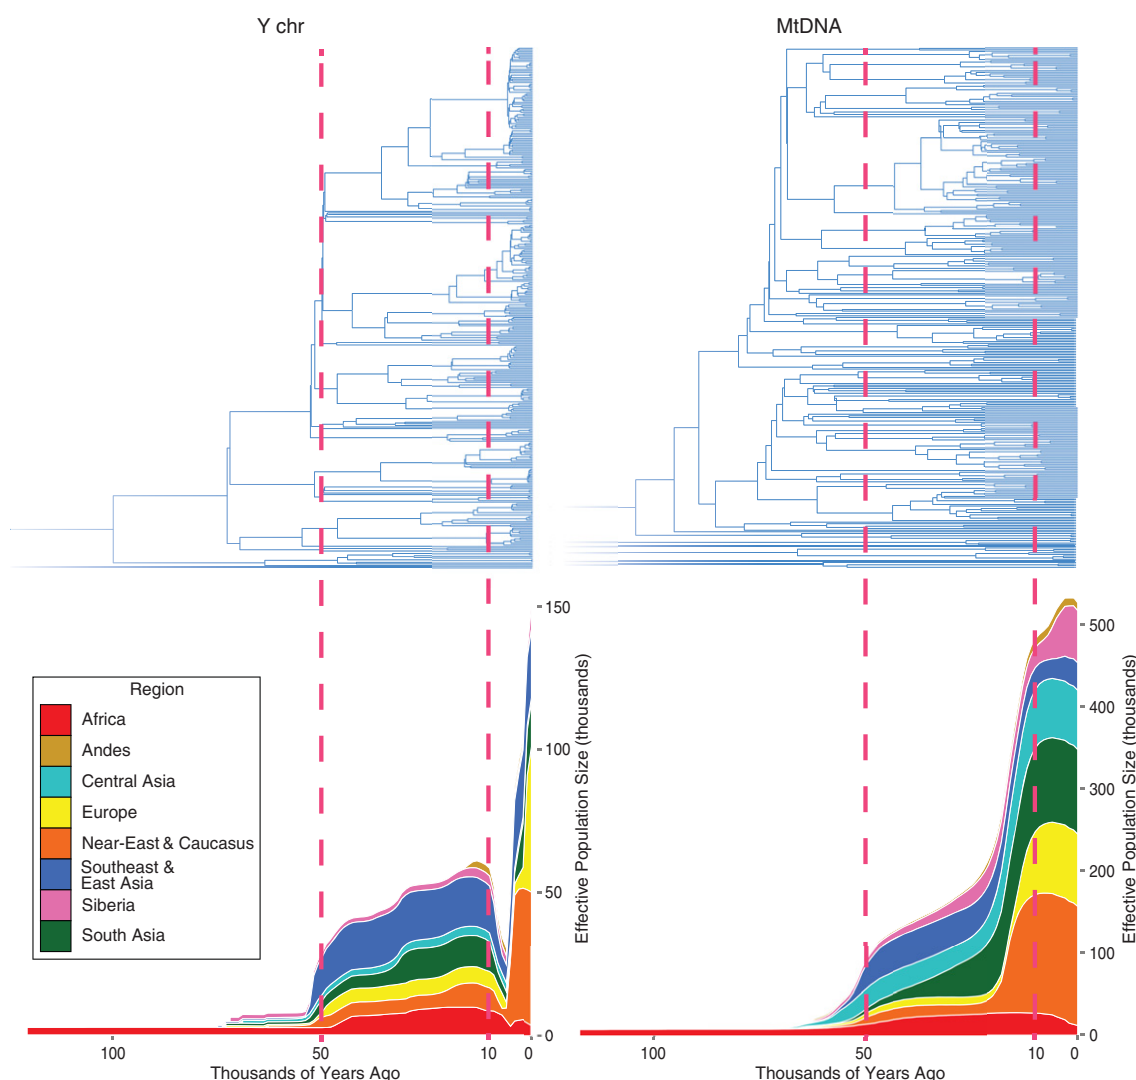 Y chr
MtDNA
150
100
50
0
Effective Population Size (thousands)
500
400
300
200
100
0
Effective Population Size (thousands)
Region
Africa
Andes
Central Asia
Europe
Near-East & Caucasus
Southeast &
East Asia
Siberia
South Asia
100
50
10
0
Thousands of Years Ago
100
50
10
0
Thousands of Years Ago